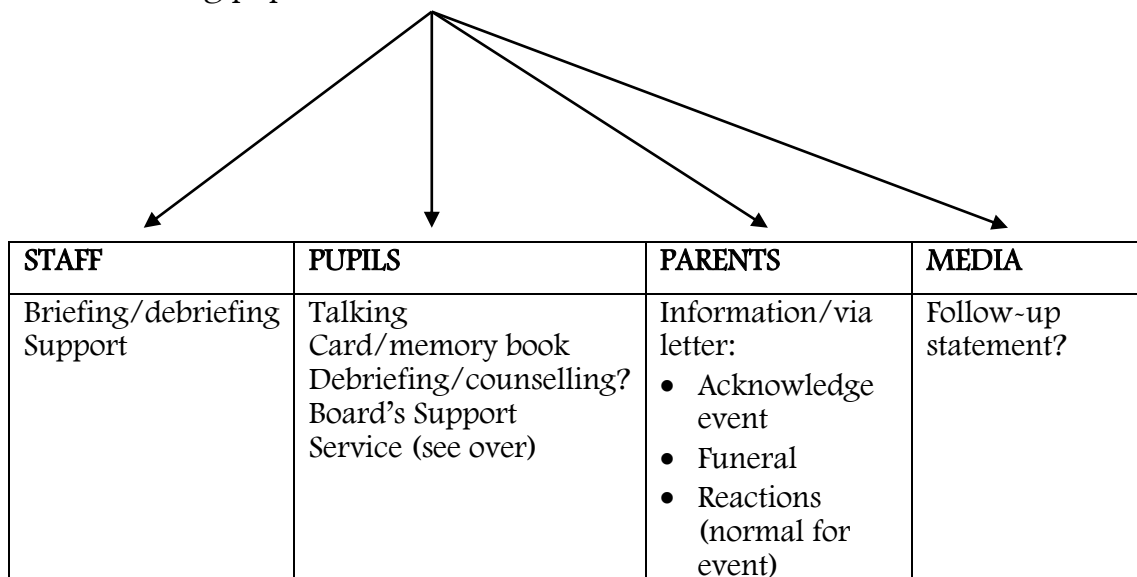 STAFF
PUPILS
PARENTS
MEDIA
Briefing/debriefing
Support
Talking
Card/memory book
Debriefing/counselling?
Board's Support
Service (see over)
Information/via
letter:
• Acknowledge
event
• Funeral
• Reactions
(normal for
event)
Follow-up
statement?